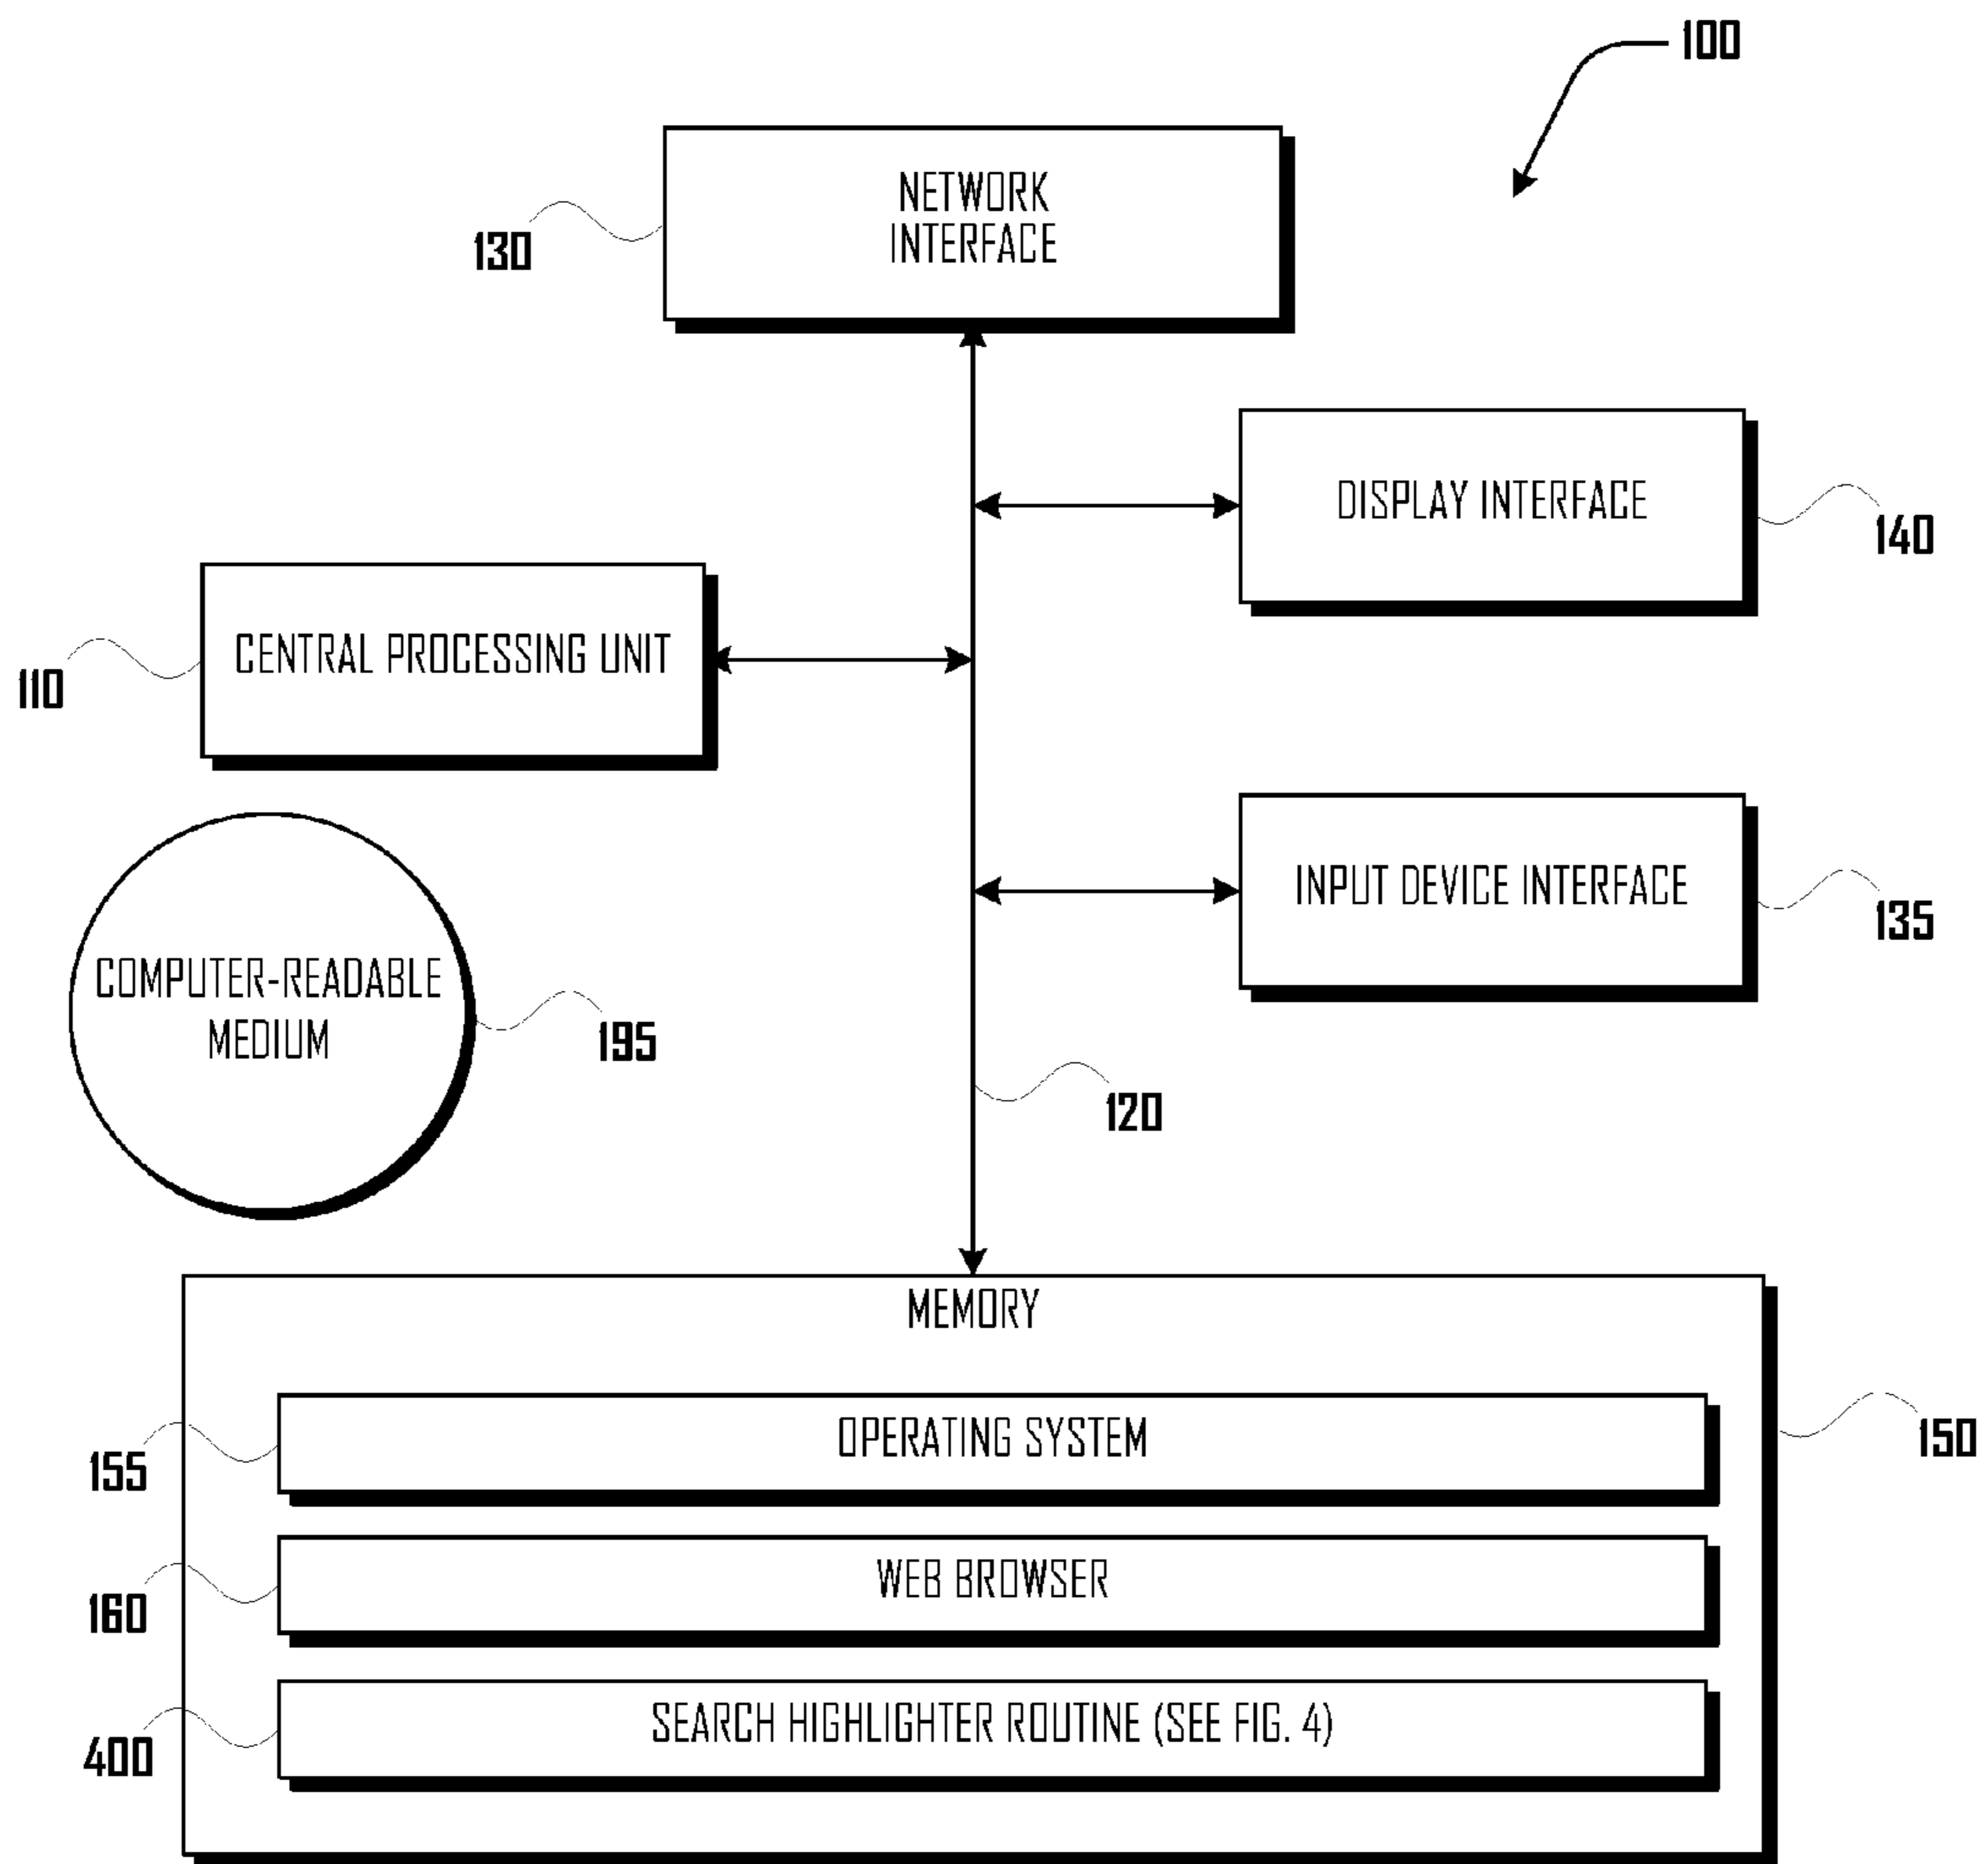 100
NETWORK
INTERFACE
130
DISPLAY INTERFACE
140
CENTRAL PROCESSING UNIT
110
INPUT DEVICE INTERFACE
135
COMPUTER-READABLE
MEDIUM
195
120
MEMORY
OPERATING SYSTEM
150
155
WEB BROWSER
160
SEARCH HIGHLIGHTER ROUTINE (SEE FIG. 4)
400